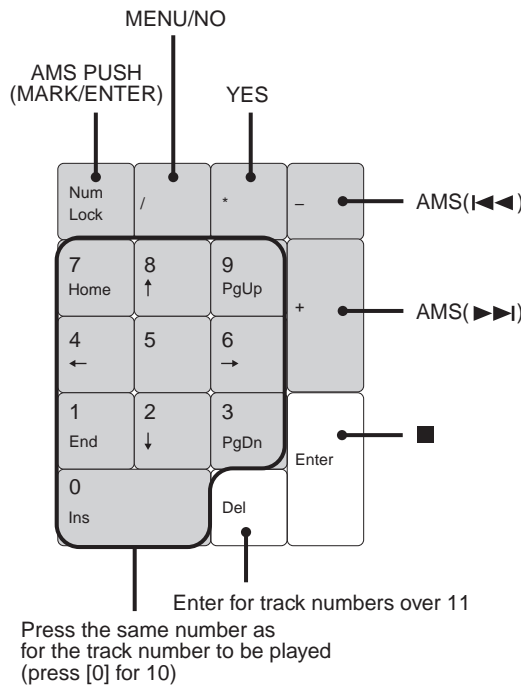 MENU/NO
AMS PUSH
(MARK/ENTER)
YES
Num
Lock
/
*
–
AMS(I◀◀)
7
Home
8
↑
9
PgUp
+
AMS(▶▶I)
4
←
5
6
→
1
End
2
↓
3
PgDn
Enter
■
0
Ins
Del
Enter for track numbers over 11
Press the same number as
for the track number to be played
(press [0] for 10)